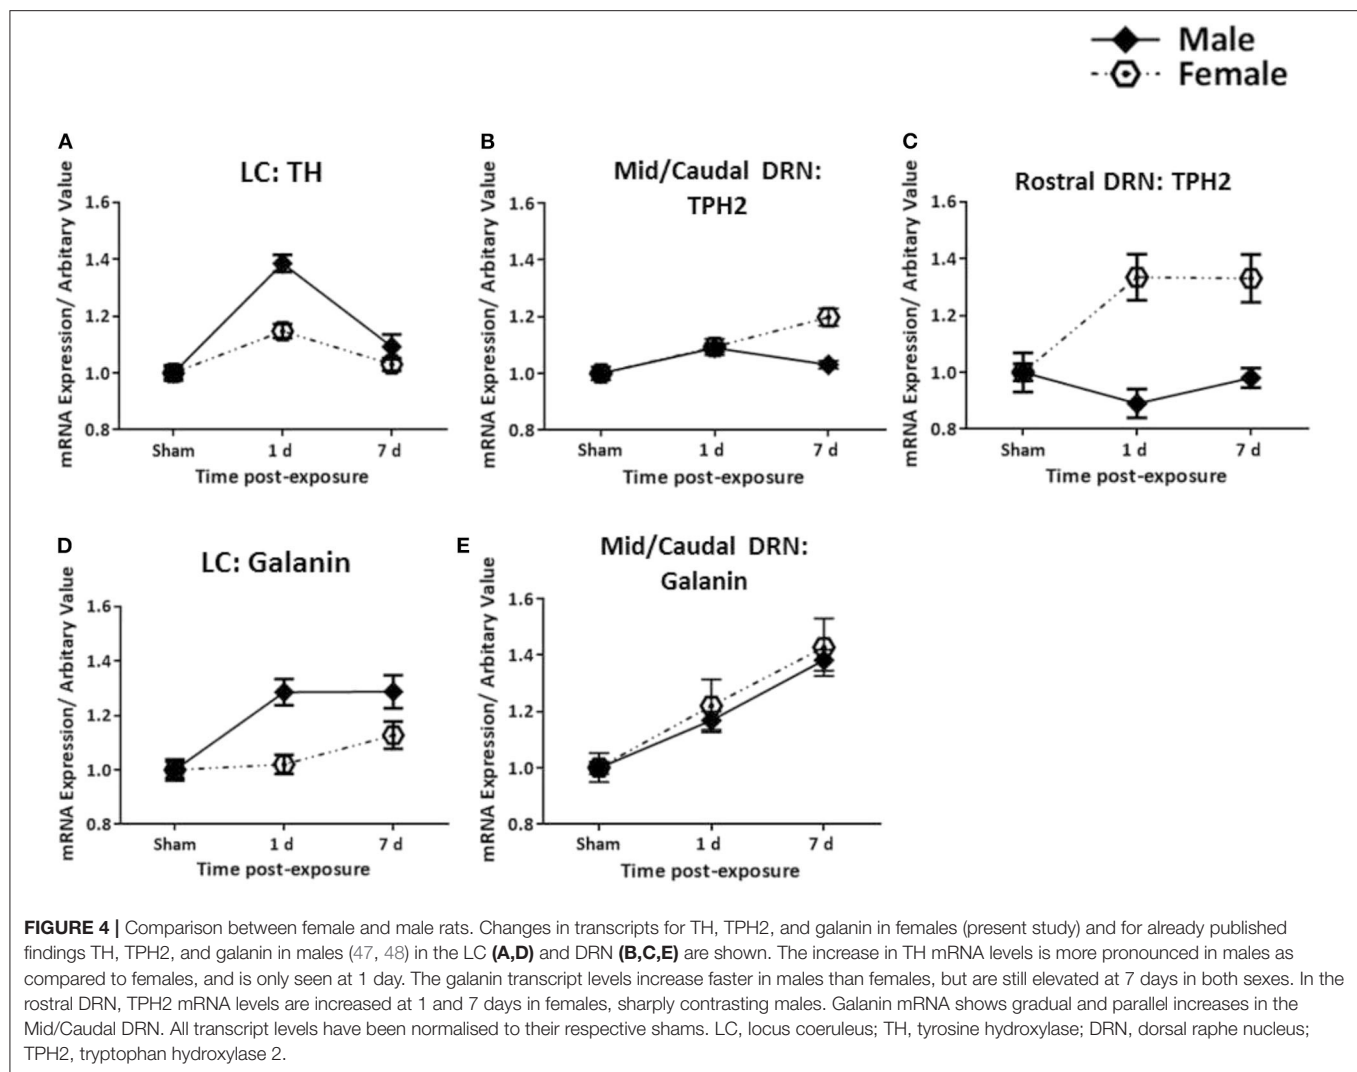 Male
Female
A
LC: TH
mRNA Expression/ Arbitary Value
1.6
1.4
1.2
1.0
0.8
Sham
1 d
7 d
Time post-exposure
B
Mid/Caudal DRN:
TPH2
mRNA Expression/ Arbitary Value
1.6
1.4
1.2
1.0
0.8
Sham
1 d
7 d
Time post-exposure
C
Rostral DRN: TPH2
mRNA Expression/ Arbitary Value
1.6
1.4
1.2
1.0
0.8
Sham
1 d
7 d
Time post-exposure
D
LC: Galanin
mRNA Expression/ Arbitary Value
1.6
1.4
1.2
1.0
0.8
Sham
1 d
7 d
Time post-exposure
E
Mid/Caudal DRN:
Galanin
mRNA Expression/ Arbitary Value
1.6
1.4
1.2
1.0
0.8
Sham
1 d
7 d
Time post-exposure
FIGURE 4 | Comparison between female and male rats. Changes in transcripts for TH, TPH2, and galanin in females (present study) and for already published
findings TH, TPH2, and galanin in males (47, 48) in the LC (A,D) and DRN (B,C,E) are shown. The increase in TH mRNA levels is more pronounced in males as
compared to females, and is only seen at 1 day. The galanin transcript levels increase faster in males than females, but are still elevated at 7 days in both sexes. In the
rostral DRN, TPH2 mRNA levels are increased at 1 and 7 days in females, sharply contrasting males. Galanin mRNA shows gradual and parallel increases in the
Mid/Caudal DRN. All transcript levels have been normalised to their respective shams. LC, locus coeruleus; TH, tyrosine hydroxylase; DRN, dorsal raphe nucleus;
TPH2, tryptophan hydroxylase 2.